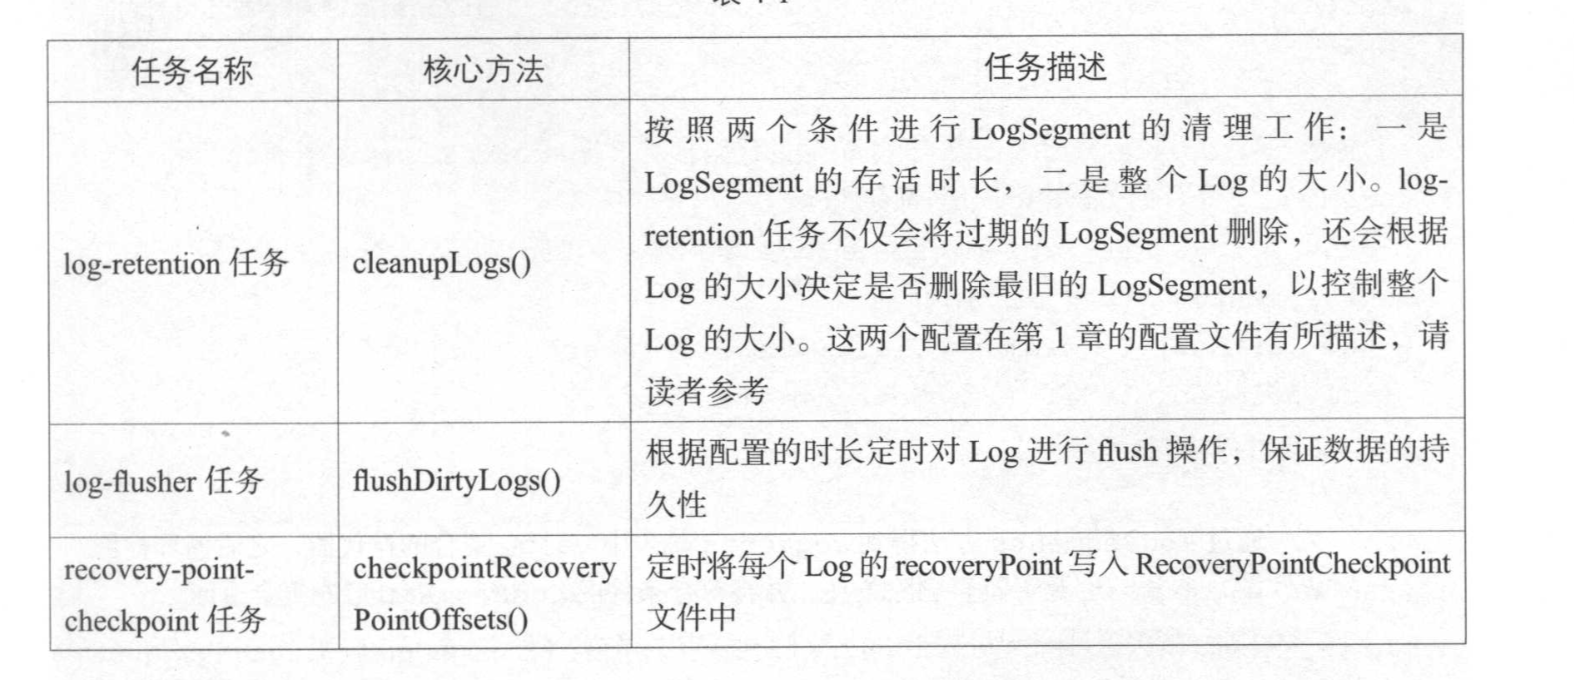 任务名称 核心方法 任务描述
log-retention 任务 cleanupLogs()
按照两个条件进行 LogSegment 的清理工作：一是
LogSegment 的存活时长，二是整个 Log 的大小。log-
retention 任务不仅会将过期的 LogSegment 删除，还会根据
Log 的大小决定是否删除最旧的 LogSegment，以控制整个
Log 的大小。这两个配置在第 1 章的配置文件有所描述，请
读者参考
log-flusher 任务 flushDirtyLogs()
根据配置的时长定时对 Log 进行 flush 操作，保证数据的持
久性
recovery-point-
checkpoint 任务
checkpointRecovery
PointOffsets()
定时将每个 Log 的 recoveryPoint 写入 RecoveryPointCheckpoint
文件中